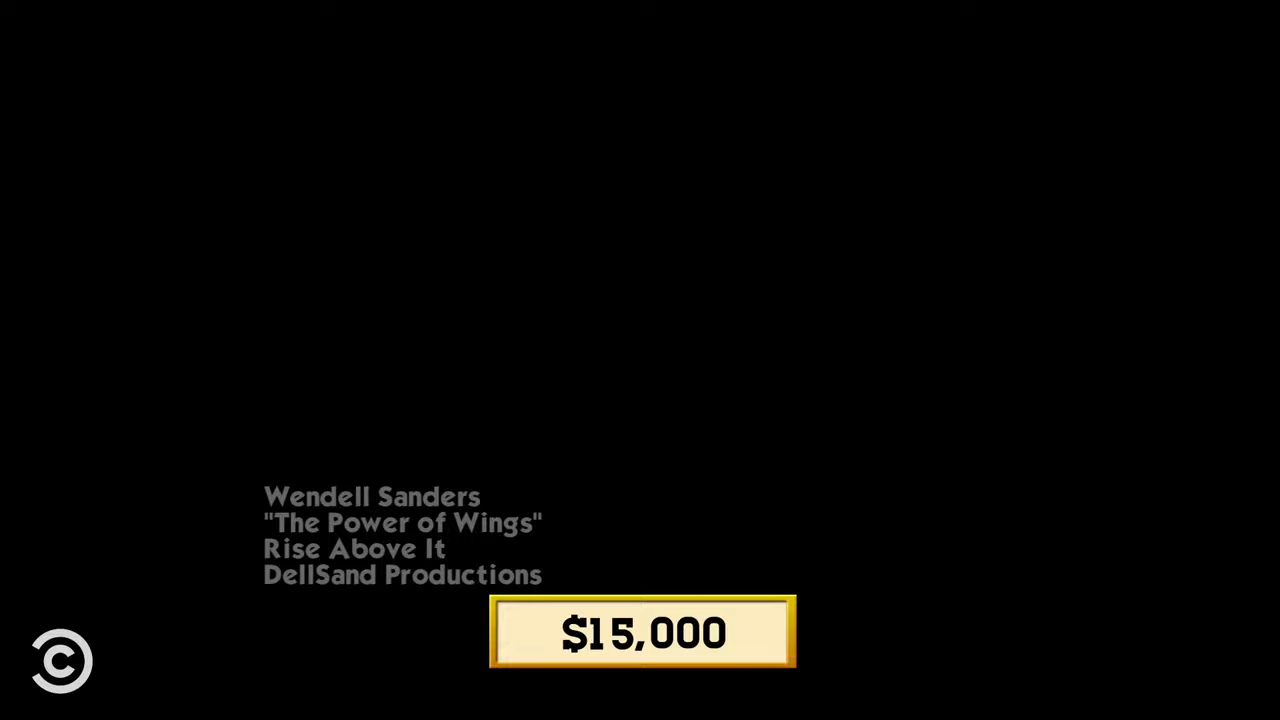 Wendell Sanders
"The Power of Wings"
Rise Above It
DellSand Productions
$15,000